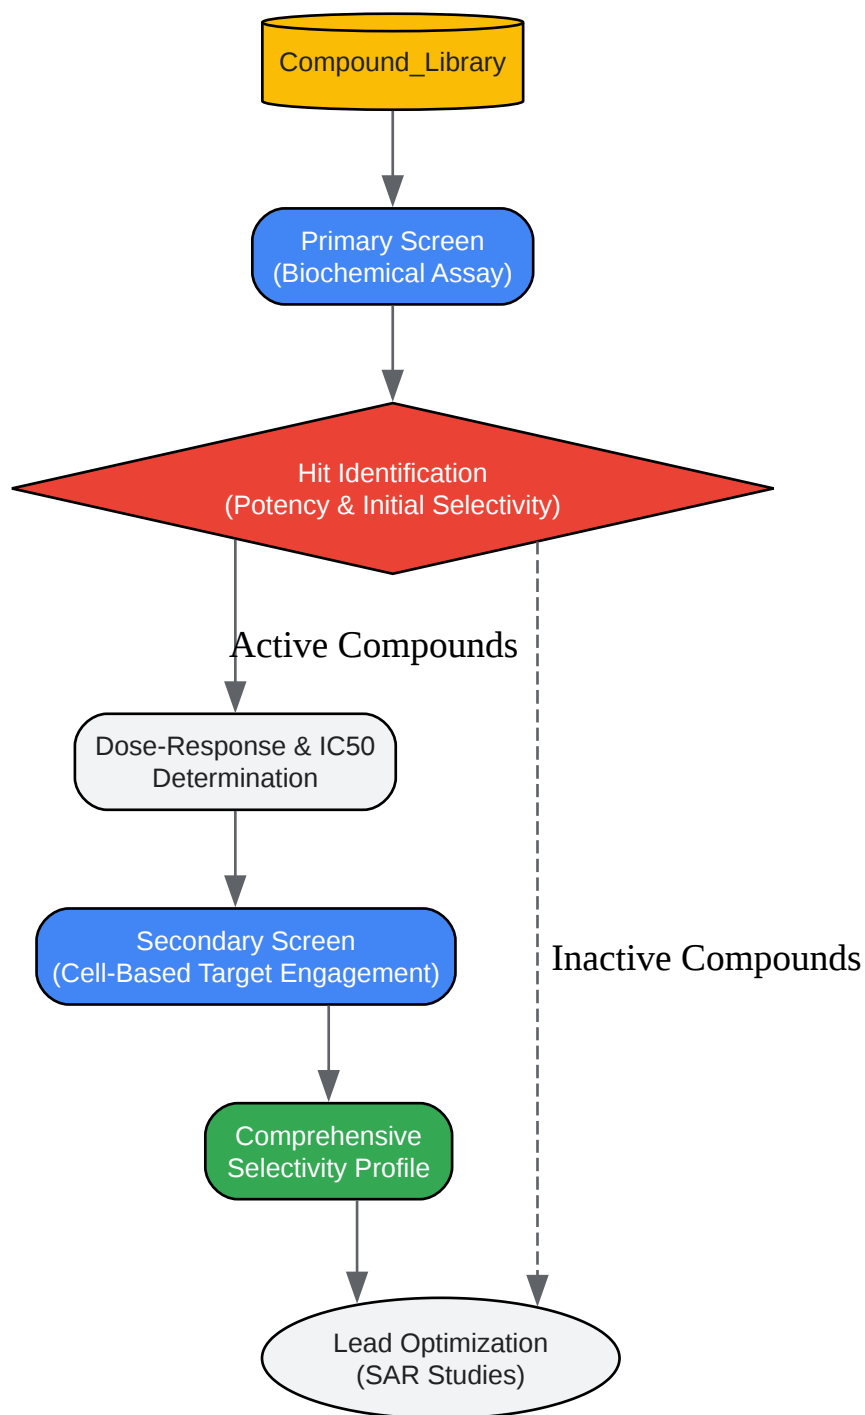 Compound_Library
Primary Screen
(Biochemical Assay)
Hit Identification
(Potency & Initial Selectivity)
Active Compounds
Dose-Response & IC50
Determination
Secondary Screen
(Cell-Based Target Engagement)
Inactive Compounds
Comprehensive
Selectivity Profile
Lead Optimization
(SAR Studies)